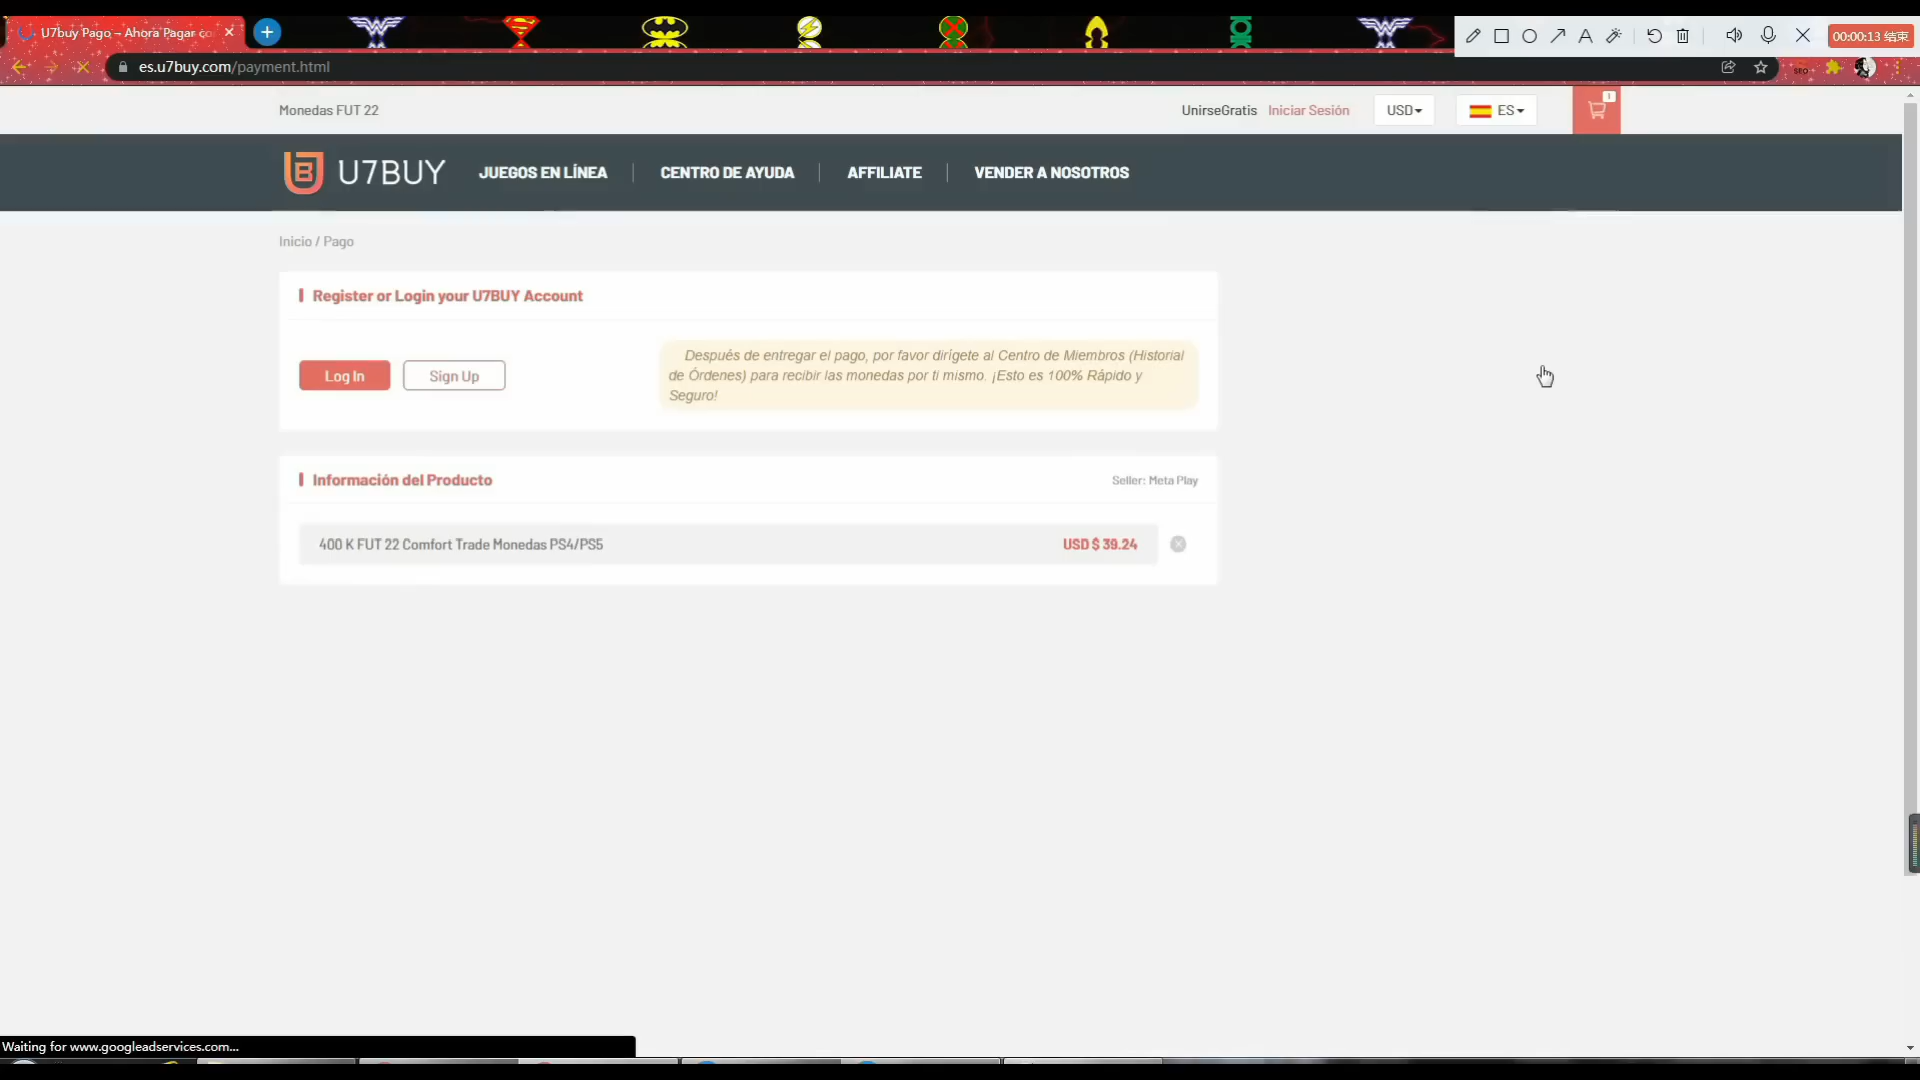 U7buy Pago – Ahora Pagar co
00:00:13 结束
es.u7buy.com/payment.html
SEO
Monedas FUT 22
UnirseGratis Iniciar Sesión USD ES 1
U7BUY JUEGOS EN LÍNEA CENTRO DE AYUDA AFFILIATE VENDER A NOSOTROS
Inicio / Pago
Register or Login your U7BUY Account
Log In Sign Up
Después de entregar el pago, por favor dirígete al Centro de Miembros (Historial
de Órdenes) para recibir las monedas por ti mismo. ¡Esto es 100% Rápido y
Seguro!
Información del Producto Seller: Meta Play
400 K FUT 22 Comfort Trade Monedas PS4/PS5 USD $ 39.24
Waiting for www.googleadservices.com...